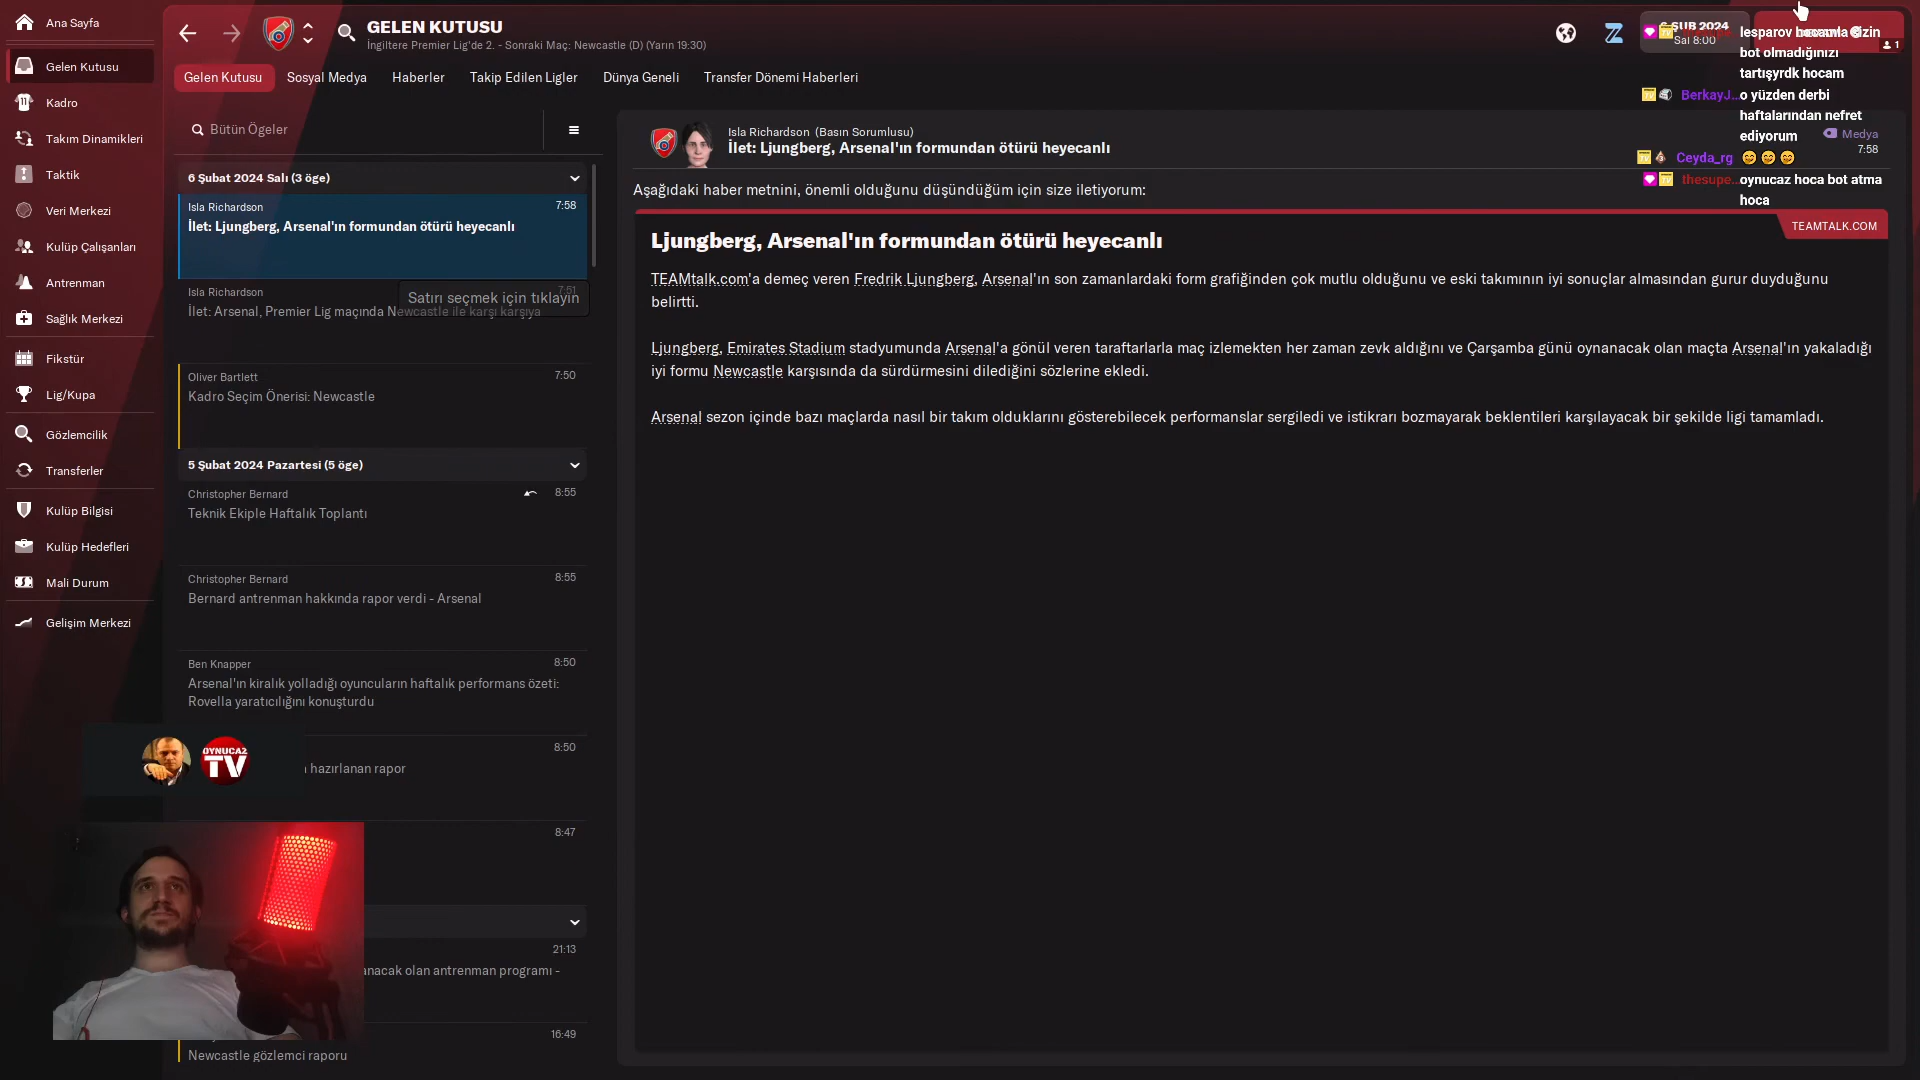 Ana Sayfa
Gelen Kutusu
Kadro
Takım Dinamikleri
Taktik
Veri Merkezi
Kulüp Çalışanları
Antrenman
Sağlık Merkezi
Fikstür
Lig/Kupa
Gözlemcilik
Transferler
Kulüp Bilgisi
Kulüp Hedefleri
Mali Durum
Gelişim Merkezi
GELEN KUTUSU
İngiltere Premier Lig'de 2. - Sonraki Maç: Newcastle (D) (Yarın 19:30)
Gelen Kutusu
Sosyal Medya
Haberler
Takip Edilen Ligler
Dünya Geneli
Transfer Dönemi Haberleri
Bütün Ögeler
6 Şubat 2024 Salı (3 öge)
Isla Richardson 7:58
İlet: Ljungberg, Arsenal'ın formundan ötürü heyecanlı
Isla Richardson 7:51
Satırı seçmek için tıklayın
İlet: Arsenal, Premier Lig maçında Newcastle ile karşı karşıya
Oliver Bartlett 7:50
Kadro Seçim Önerisi: Newcastle
5 Şubat 2024 Pazartesi (5 öge)
Christopher Bernard 8:55
Teknik Ekiple Haftalık Toplantı
Christopher Bernard 8:55
Bernard antrenman hakkında rapor verdi - Arsenal
Ben Knapper 8:50
Arsenal'ın kiralık yolladığı oyuncuların haftalık performans özeti:
Rovella yaratıcılığını konuşturdu
8:50
hazırlanan rapor
8:47
21:13
anacak olan antrenman programı -
16:49
Newcastle gözlemci raporu
OYNUCAZ
TV
Isla Richardson (Basın Sorumlusu)
İlet: Ljungberg, Arsenal'ın formundan ötürü heyecanlı
Medya
7:58
Aşağıdaki haber metnini, önemli olduğunu düşündüğüm için size iletiyorum:
TEAMTALK.COM
Ljungberg, Arsenal'ın formundan ötürü heyecanlı
TEAMtalk.com'a demeç veren Fredrik Ljungberg, Arsenal'ın son zamanlardaki form grafiğinden çok mutlu olduğunu ve eski takımının iyi sonuçlar almasından gurur duyduğunu
belirtti.
Ljungberg, Emirates Stadium stadyumunda Arsenal'a gönül veren taraftarlarla maç izlemekten her zaman zevk aldığını ve Çarşamba günü oynanacak olan maçta Arsenal'ın yakaladığı
iyi formu Newcastle karşısında da sürdürmesini dilediğini sözlerine ekledi.
Arsenal sezon içinde bazı maçlarda nasıl bir takım olduklarını gösterebilecek performanslar sergiledi ve istikrarı bozmayarak beklentileri karşılayacak bir şekilde ligi tamamladı.
6 ŞUB 2024
Sal 8:00
1
lesparov hocamla sizin
bot olmadığınızı
tartışyrdk hocam
BerkayJ... o yüzden derbi
haftalarından nefret
ediyorum
Ceyda_rg
thesupe... oynucaz hoca bot atma
hoca